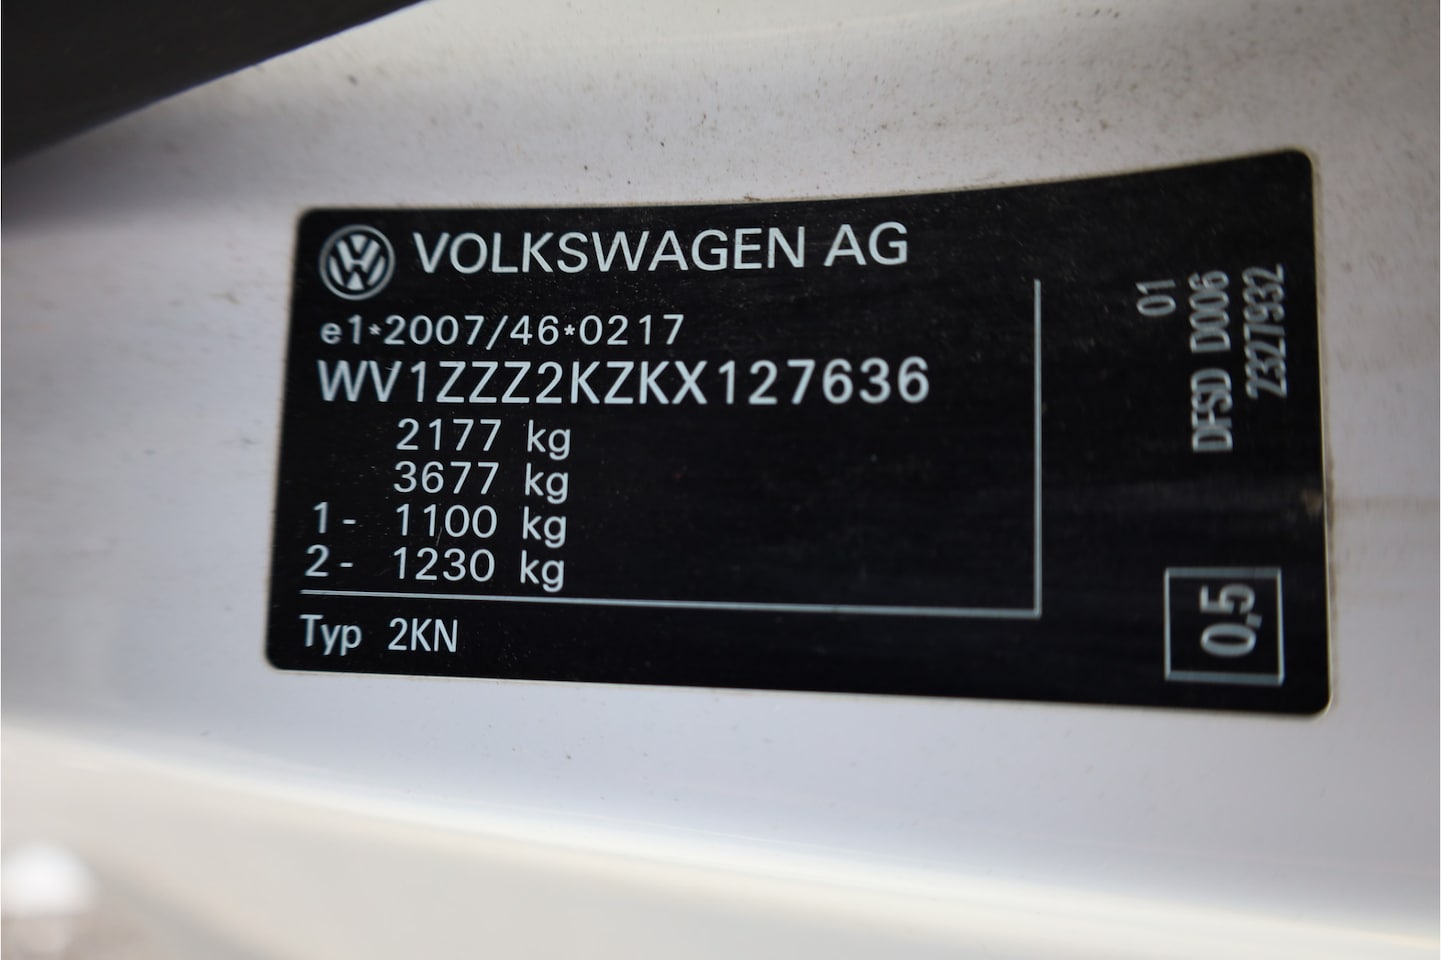 VOLKSWAGEN AG
e1*2007/46*0217
WV1ZZZ2KZKX127636
2177 kg
3677 kg
1- 1100 kg
2- 1230 kg
Typ 2KN
01
DFSD D006
23277932
0,5